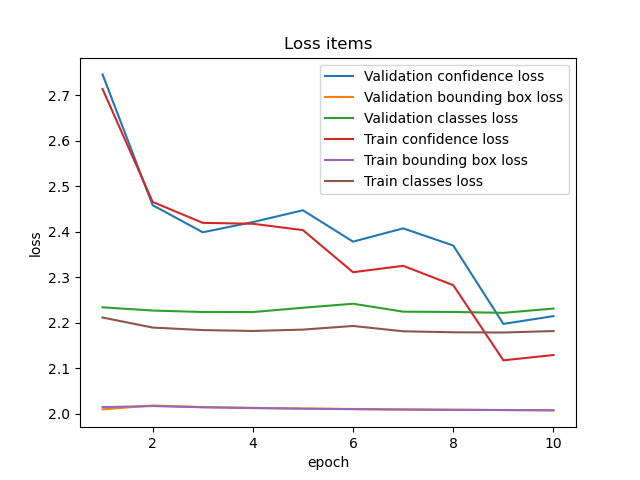 Loss items
Validation confidence loss
Validation bounding box loss
Validation classes loss
Train confidence loss
Train bounding box loss
Train classes loss
loss
2.7
2.6
2.5
2.4
2.3
2.2
2.1
2.0
2 4 6 8 10
epoch